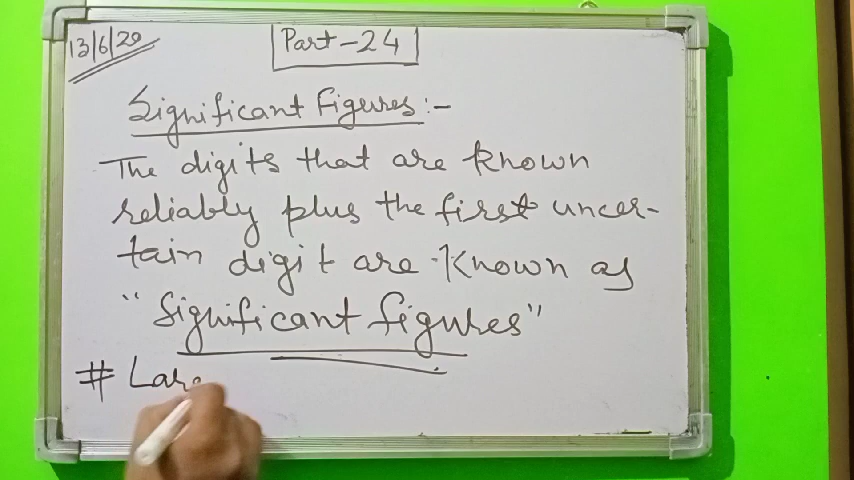 13/6/20
Part-24
Significant Figures:-
The digits that are known
reliably plus the first uncer-
tain digit are known as
"Significant figures"
# Lar